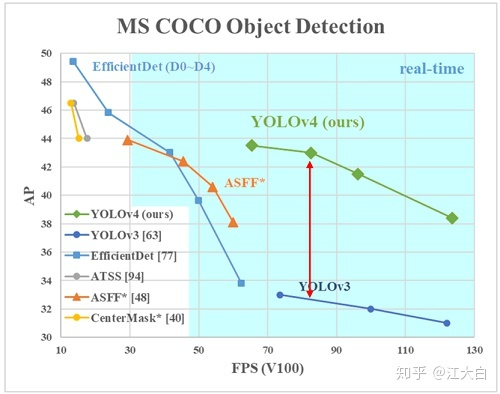 MS COCO Object Detection
50
48
46
44
42
40
38
36
34
32
30
AP
EfficientDet (D0~D4)
real-time
YOLOv4 (ours)
ASFF*
YOLOv3
YOLOv4 (ours)
YOLOv3 [63]
EfficientDet [77]
ATSS [94]
ASFF* [48]
CenterMask* [40]
10 30 50 70 90 110 130
FPS (V100)
知乎 @江大白